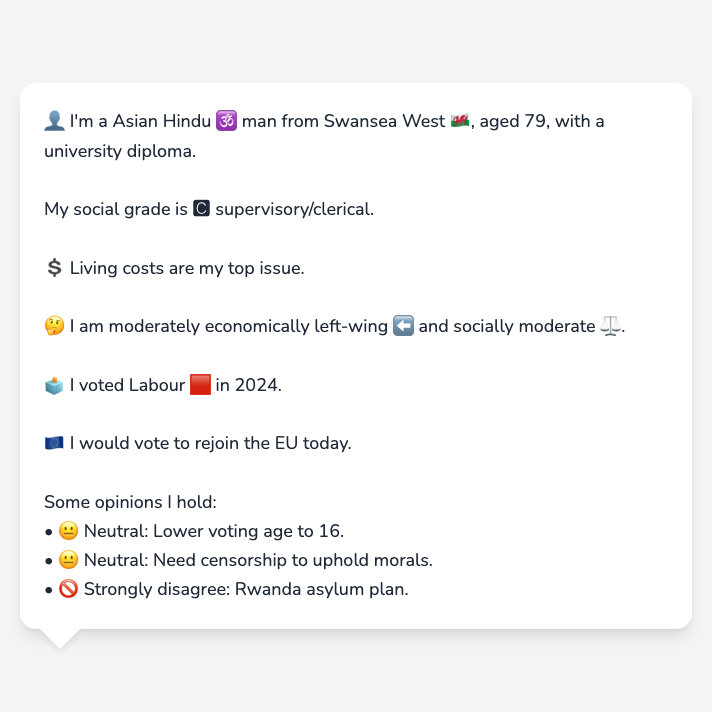 👤 I'm a Asian Hindu 🕉️ man from Swansea West 🏴󠁧󠁢󠁷󠁬󠁳󠁿, aged 79, with a
university diploma.
My social grade is 🅲 supervisory/clerical.
💲 Living costs are my top issue.
🤔 I am moderately economically left-wing ⬅️ and socially moderate ⚖️.
🗳️ I voted Labour 🟥 in 2024.
🇪🇺 I would vote to rejoin the EU today.
Some opinions I hold:
• 😐 Neutral: Lower voting age to 16.
• 😐 Neutral: Need censorship to uphold morals.
• 🚫 Strongly disagree: Rwanda asylum plan.